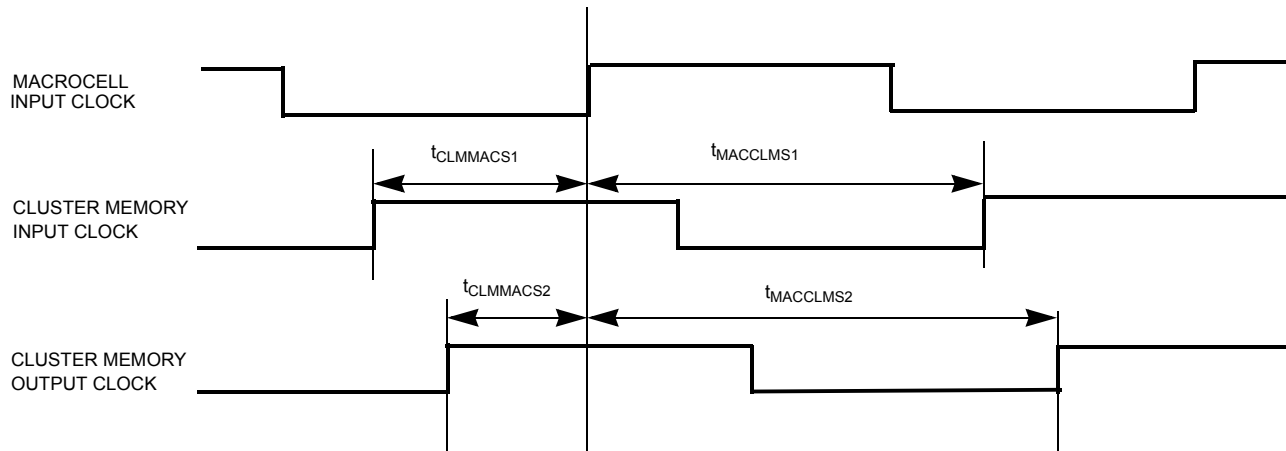 MACROCELL
INPUT CLOCK
tCLMMACS1
tMACCLMS1
CLUSTER MEMORY
INPUT CLOCK
tCLMMACS2
tMACCLMS2
CLUSTER MEMORY
OUTPUT CLOCK